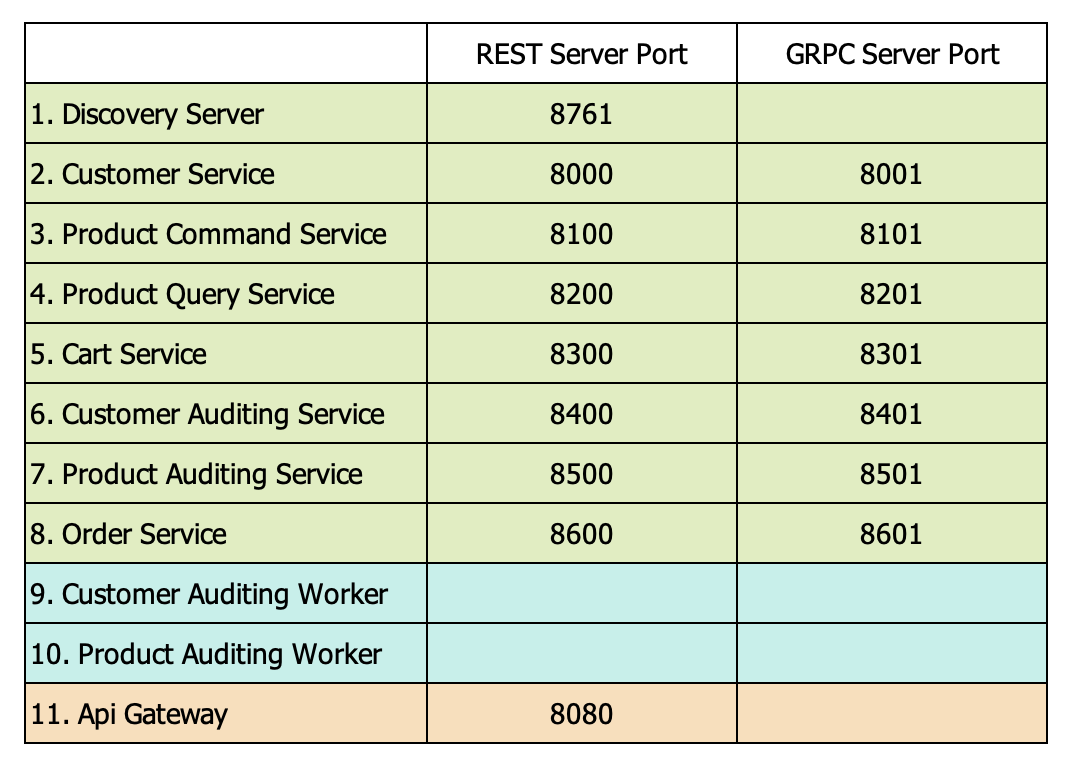 REST Server Port GRPC Server Port
1. Discovery Server 8761
2. Customer Service 8000 8001
3. Product Command Service 8100 8101
4. Product Query Service 8200 8201
5. Cart Service 8300 8301
6. Customer Auditing Service 8400 8401
7. Product Auditing Service 8500 8501
8. Order Service 8600 8601
9. Customer Auditing Worker
10. Product Auditing Worker
11. Api Gateway 8080